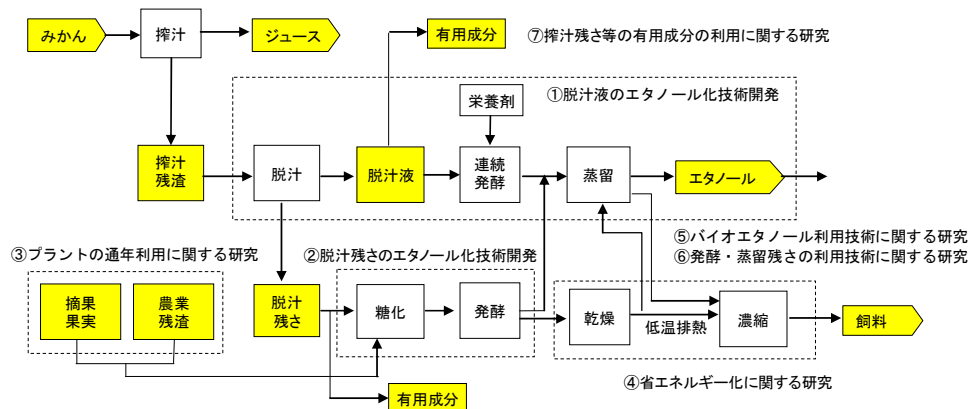 みかん
搾汁
ジュース
有用成分
⑦搾汁残さ等の有用成分の利用に関する研究
①脱汁液のエタノール化技術開発
栄養剤
搾汁
残渣
脱汁
脱汁液
連続
発酵
蒸留
エタノール
③プラントの通年利用に関する研究
②脱汁残さのエタノール化技術開発
⑤バイオエタノール利用技術に関する研究
⑥発酵・蒸留残さの利用技術に関する研究
摘果
果実
農業
残渣
脱汁
残さ
糖化
発酵
乾燥
低温排熱
濃縮
飼料
④省エネルギー化に関する研究
有用成分